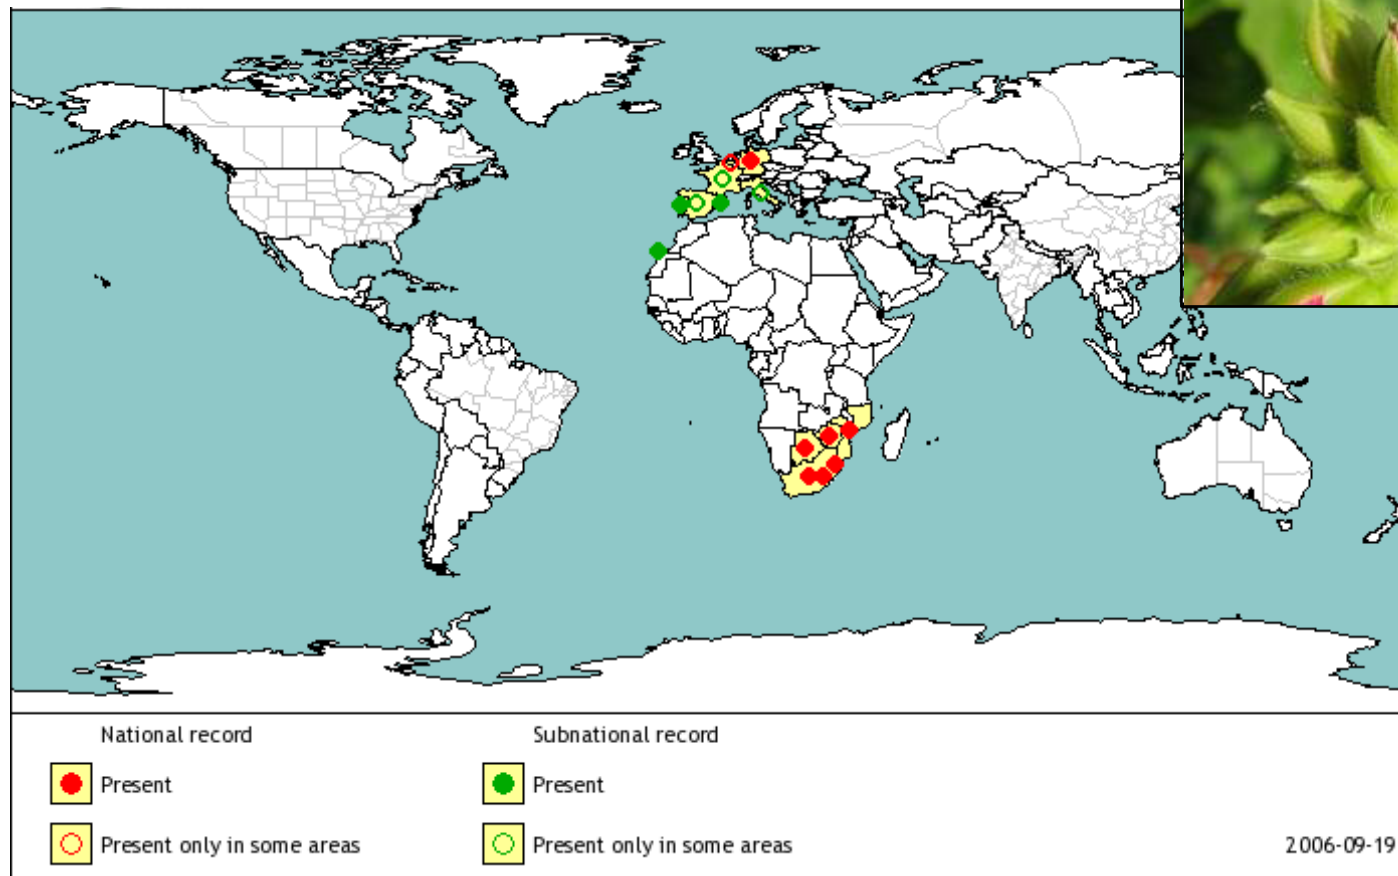 National record
Subnational record
Present
Present
Present only in some areas
Present only in some areas
2006-09-19